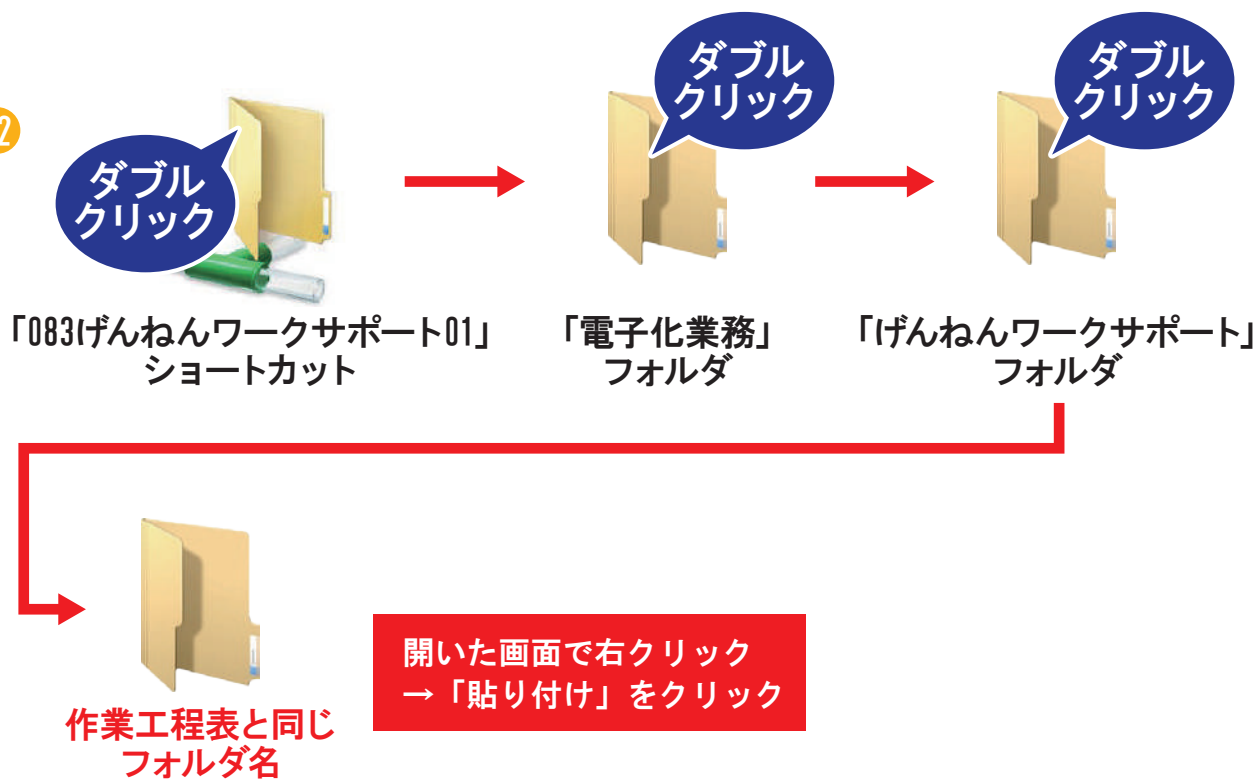 2
ダブル
クリック
「083げんねんワークサポート01」
ショートカット
ダブル
クリック
「電子化業務」
フォルダ
ダブル
クリック
「げんねんワークサポート」
フォルダ
作業工程表と同じ
フォルダ名
開いた画面で右クリック
→「貼り付け」をクリック